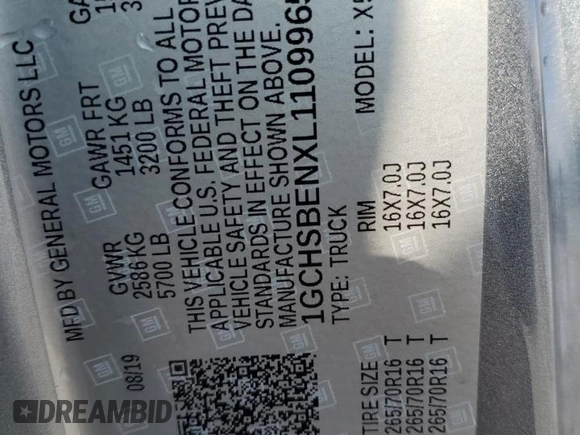 MFD BY GENERAL MOTORS LLC
08/19
GVWR
2586 KG
5700 LB
GAWR FRT
1451 KG
3200 LB
THIS VEHICLE CONFORMS TO ALL
APPLICABLE U.S. FEDERAL MOTOR
VEHICLE SAFETY AND THEFT
STANDARDS IN EFFECT ON THE
MANUFACTURE SHOWN ABOVE.
1GCHSBENXL1109965
TYPE: TRUCK
MODEL:
TIRE SIZE
RIM
265/70R16 T
16X7.0J
265/70R16 T
16X7.0J
265/70R16 T
16X7.0J
GM
DREAMBID